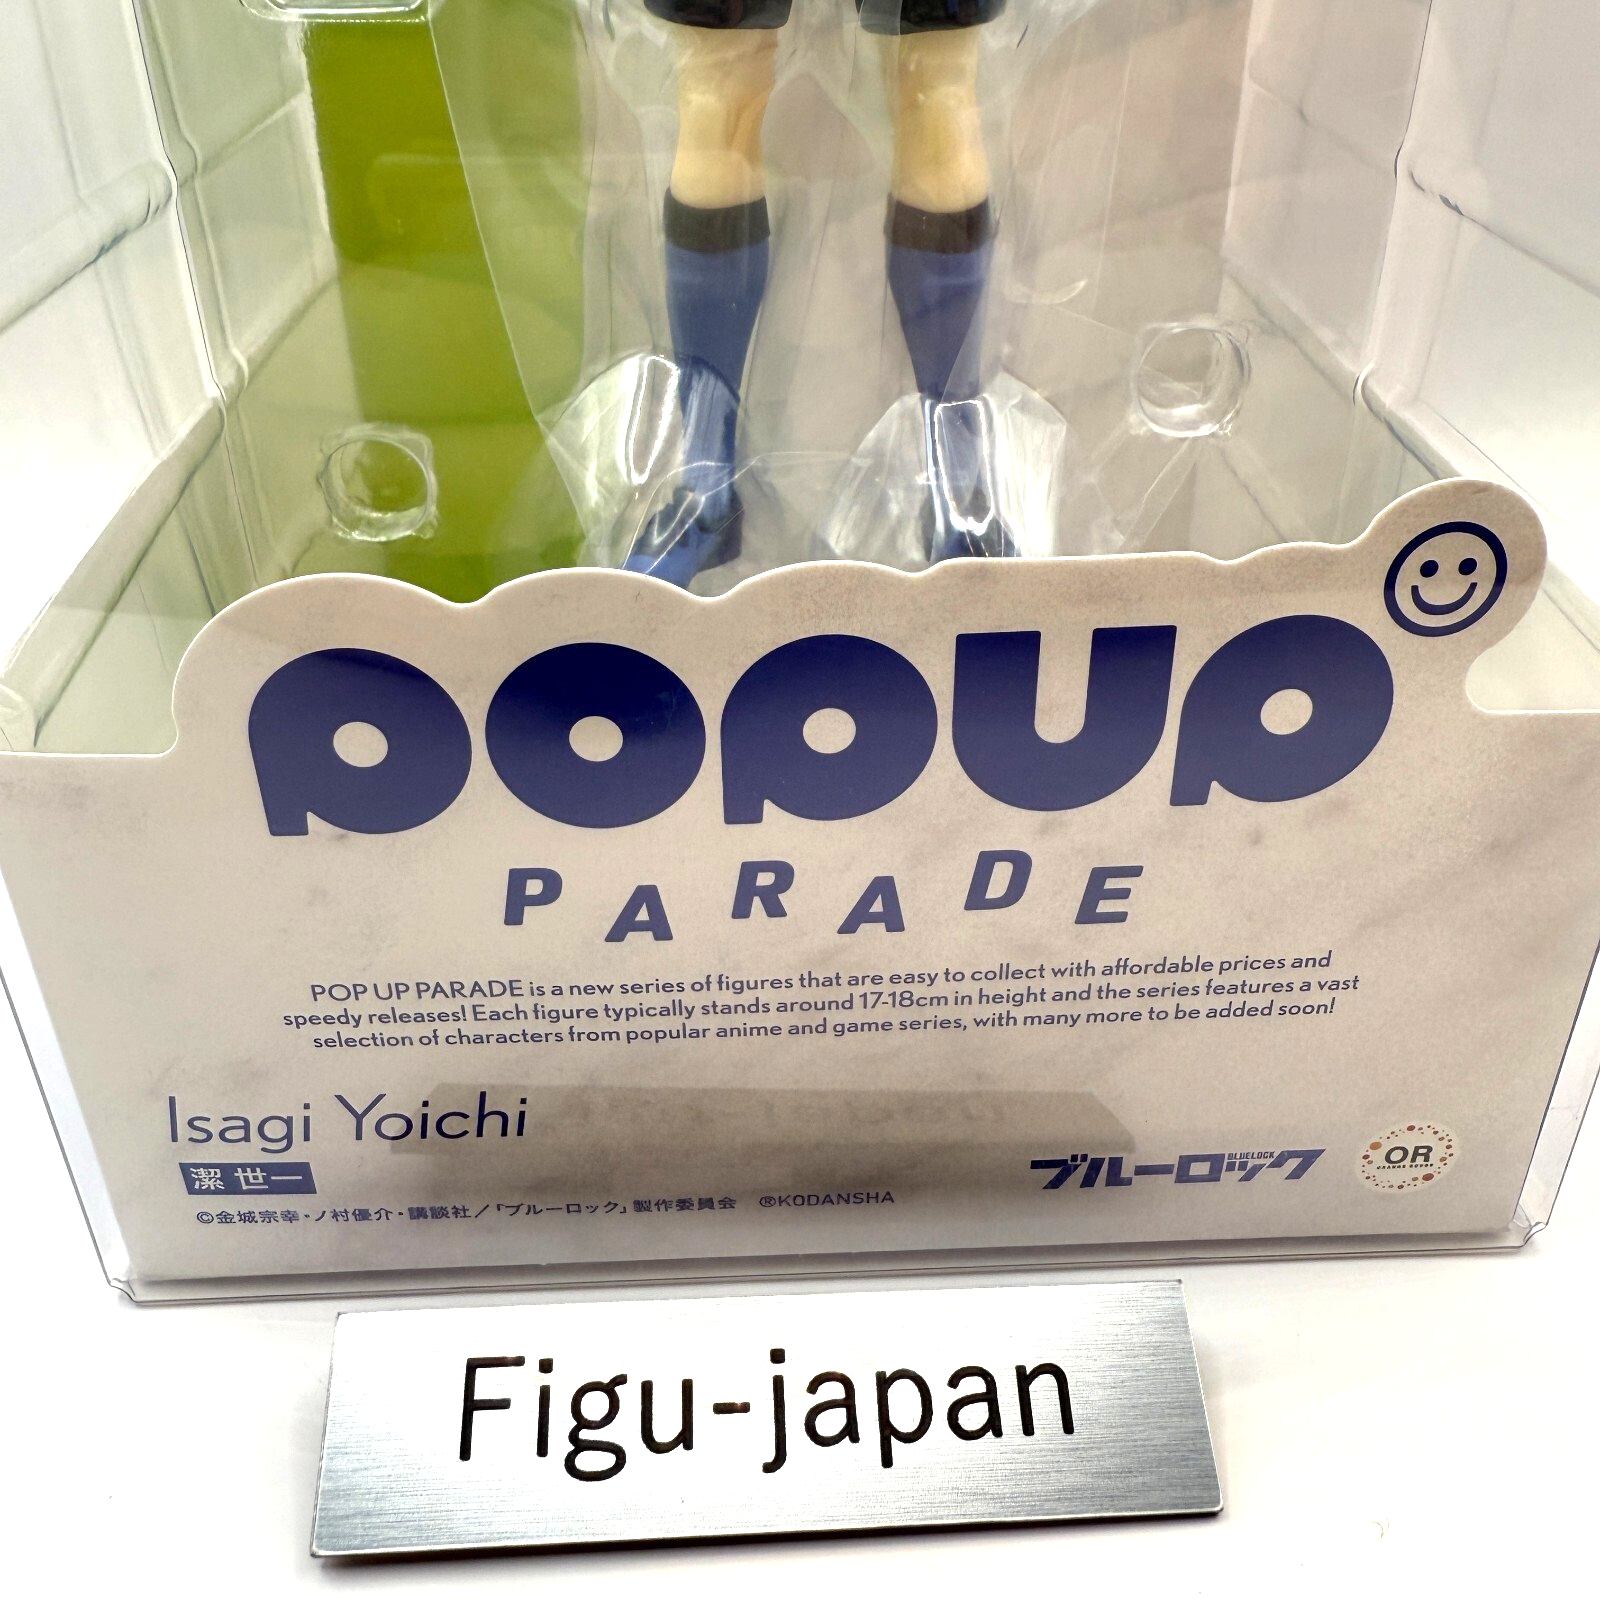 POP UP
PARADE
POP UP PARADE is a new series of figures that are easy to collect with affordable prices and
speedy releases! Each figure typically stands around 17-18cm in height and the series features a vast
selection of characters from popular anime and game series, with many more to be added soon!
Isagi Yoichi
潔 世一
©金城宗幸・ノ村優介・講談社／「ブルーロック」製作委員会 ®KODANSHA
BLUELOCK
ブルーロック
OR
ORANGE ROUGE
Figu-japan